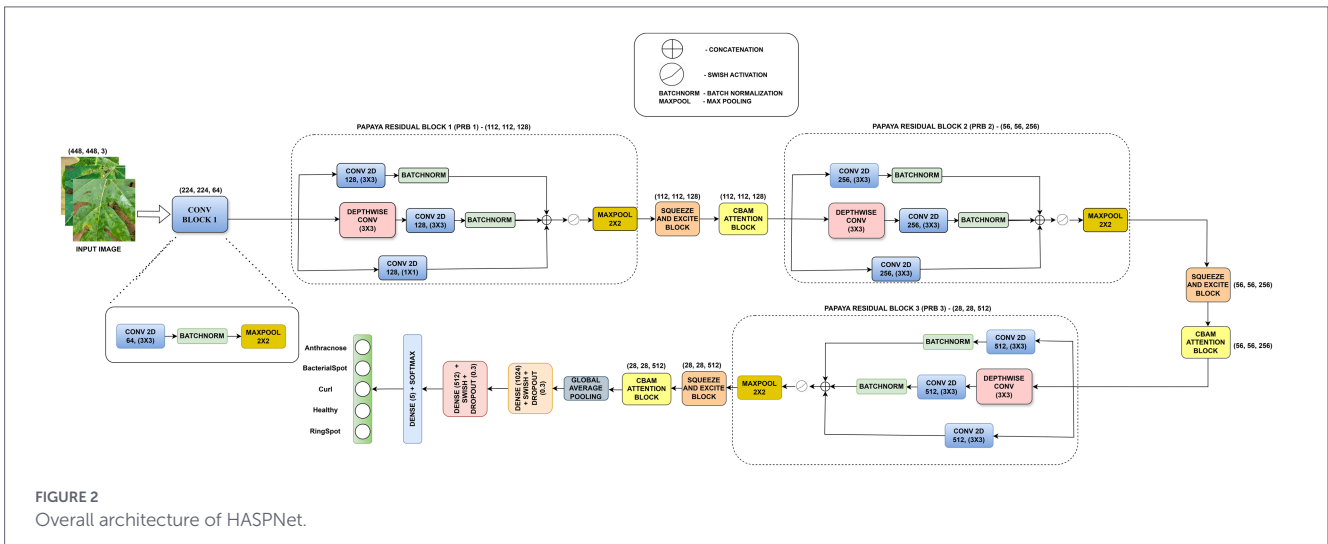 - CONCATENATION
- SWISH ACTIVATION
BATCHNORM - BATCH NORMALIZATION
MAXPOOL - MAX POOLING
(448, 448, 3)
INPUT IMAGE
(224, 224, 64)
CONV
BLOCK 1
CONV 2D
64, (3X3)
BATCHNORM
MAXPOOL
2X2
PAPAYA RESIDUAL BLOCK 1 (PRB 1) - (112, 112, 128)
CONV 2D
128, (3X3)
BATCHNORM
DEPTHWISE
CONV
(3X3)
CONV 2D
128, (3X3)
BATCHNORM
CONV 2D
128, (1X1)
MAXPOOL
2X2
(112, 112, 128)
SQUEEZE
AND EXCITE
BLOCK
(112, 112, 128)
CBAM
ATTENTION
BLOCK
PAPAYA RESIDUAL BLOCK 2 (PRB 2) - (56, 56, 256)
CONV 2D
256, (3X3)
BATCHNORM
DEPTHWISE
CONV
(3X3)
CONV 2D
256, (3X3)
BATCHNORM
CONV 2D
256, (3X3)
MAXPOOL
2X2
SQUEEZE
AND EXCITE
BLOCK
(56, 56, 256)
CBAM
ATTENTION
BLOCK
(56, 56, 256)
PAPAYA RESIDUAL BLOCK 3 (PRB 3) - (28, 28, 512)
CONV 2D
512, (3X3)
BATCHNORM
DEPTHWISE
CONV
(3X3)
CONV 2D
512, (3X3)
BATCHNORM
CONV 2D
512, (3X3)
MAXPOOL
2X2
(28, 28, 512)
SQUEEZE
AND EXCITE
BLOCK
(28, 28, 512)
CBAM
ATTENTION
BLOCK
GLOBAL
AVERAGE
POOLING
DENSE (1024)
+ SWISH +
DROPOUT
(0.3)
DENSE (512) +
SWISH +
DROPOUT (0.3)
DENSE (5) + SOFTMAX
Anthracnose
BacterialSpot
Curl
Healthy
RingSpot
FIGURE 2
Overall architecture of HASPNet.